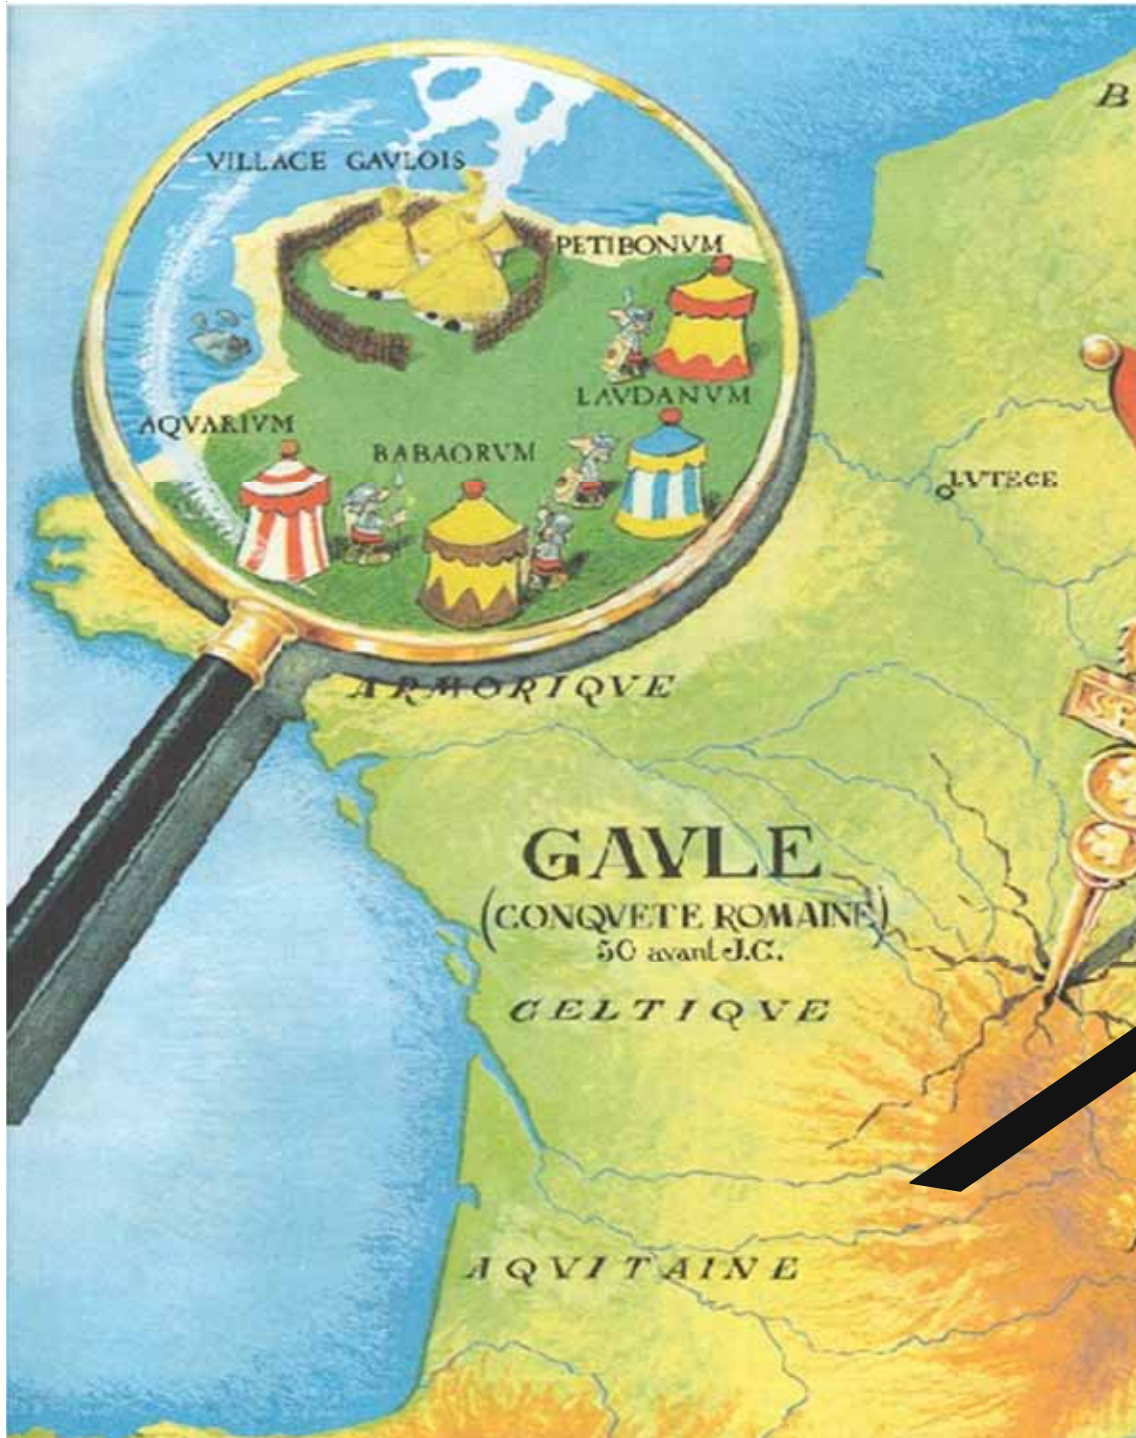 B
VILLAGE GAVLOIS
PETIBONVM
LAVDANVM
AQVARIVM
BABAORVM
LVTECE
ARMORIQVE
GAVLE
(CONQVETE ROMAINE)
50 avant J.C.
CELTIQVE
AQVITAINE